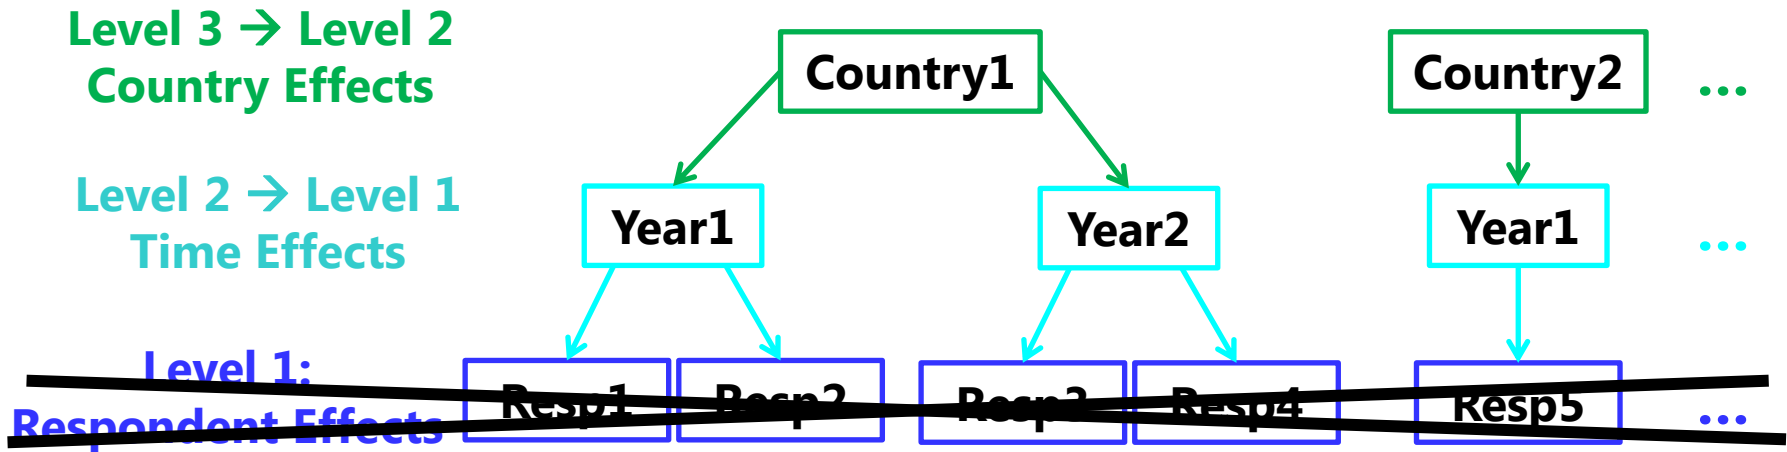 Level 3 → Level 2
Country Effects
Country1
Country2
...
Level 2 → Level 1
Time Effects
Year1
Year2
Year1
...
Level 1:
Respondent Effects
Resp1
Resp2
Resp3
Resp4
Resp5
...